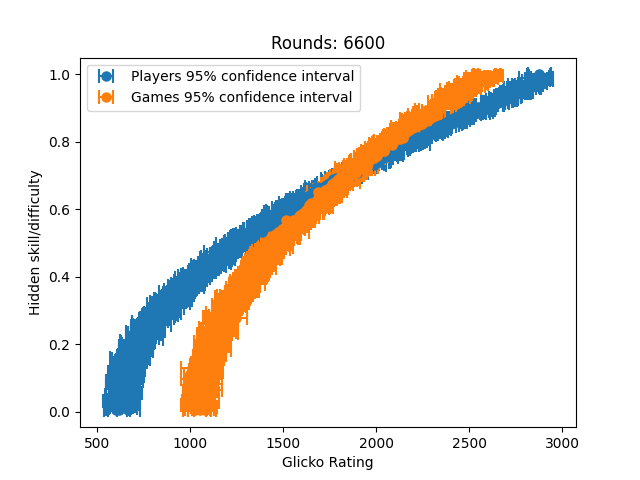 Rounds: 6600
Players 95% confidence interval
Games 95% confidence interval
1.0
0.8
0.6
0.4
0.2
0.0
Hidden skill/difficulty
500 1000 1500 2000 2500 3000
Glicko Rating